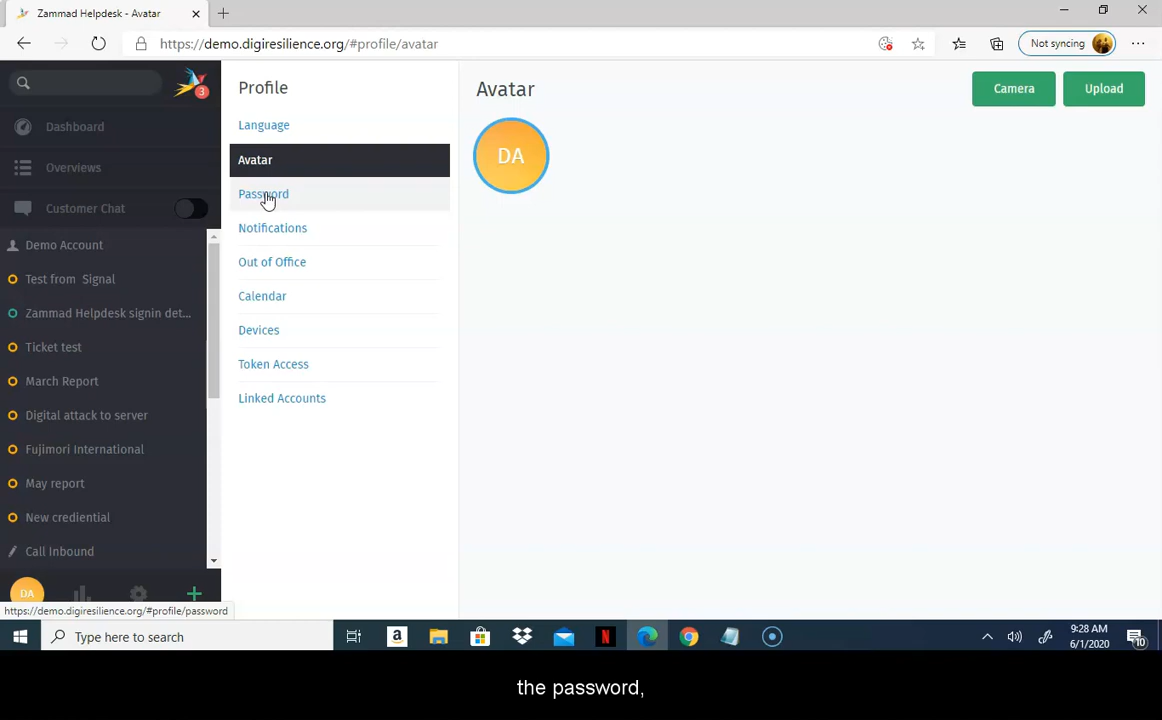 Zammad Helpdesk - Avatar
https://demo.digiresilience.org/#profile/avatar
Not syncing
3
Dashboard
Overviews
Customer Chat
Demo Account
Test from Signal
Zammad Helpdesk signin det...
Ticket test
March Report
Digital attack to server
Fujimori International
May report
New crediential
Call Inbound
DA
https://demo.digiresilience.org/#profile/password
Profile
Language
Avatar
Password
Notifications
Out of Office
Calendar
Devices
Token Access
Linked Accounts
Avatar
Camera
Upload
DA
Type here to search
a
N
9:28 AM
6/1/2020
10
the password,